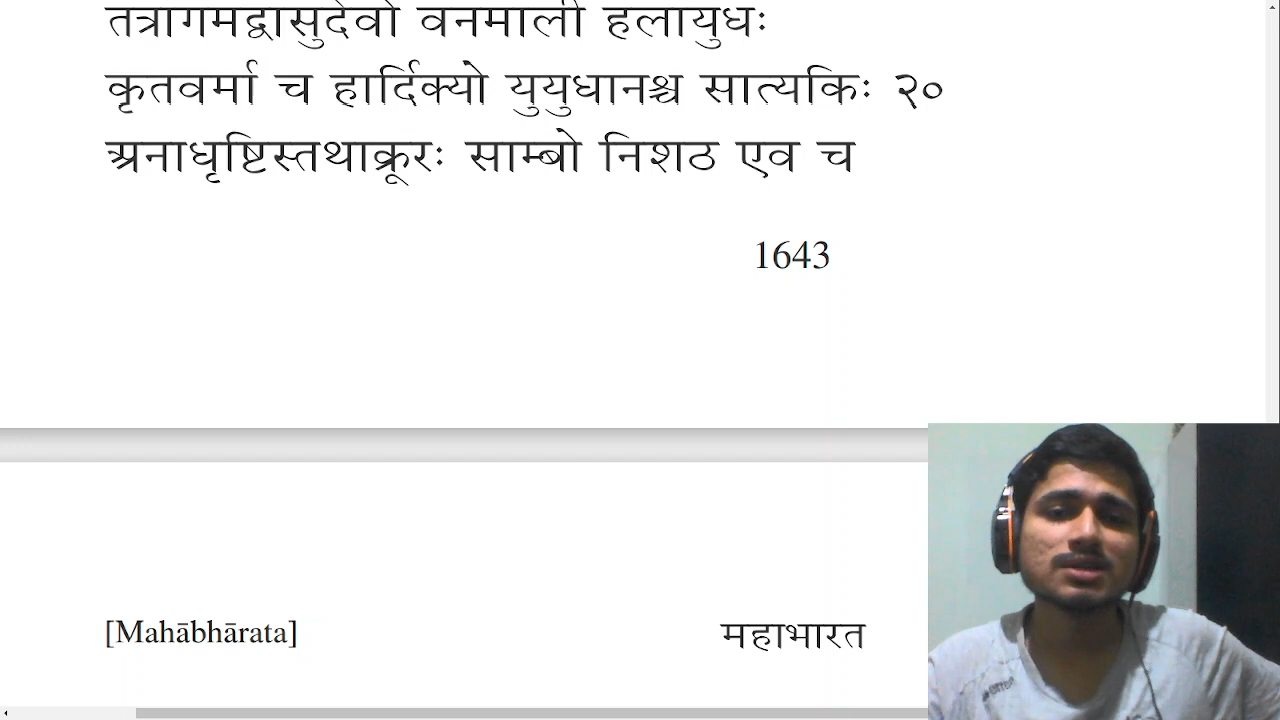 तत्रागमद्वासुदेवो वनमाली हलायुधः
कृतवर्मा च हार्दिक्यो युयुधानश्च सात्यकिः २०
अनाधृष्टिस्तथाक्रूरः साम्बो निशठ एव च
1643
[Mahābhārata]
महाभारत